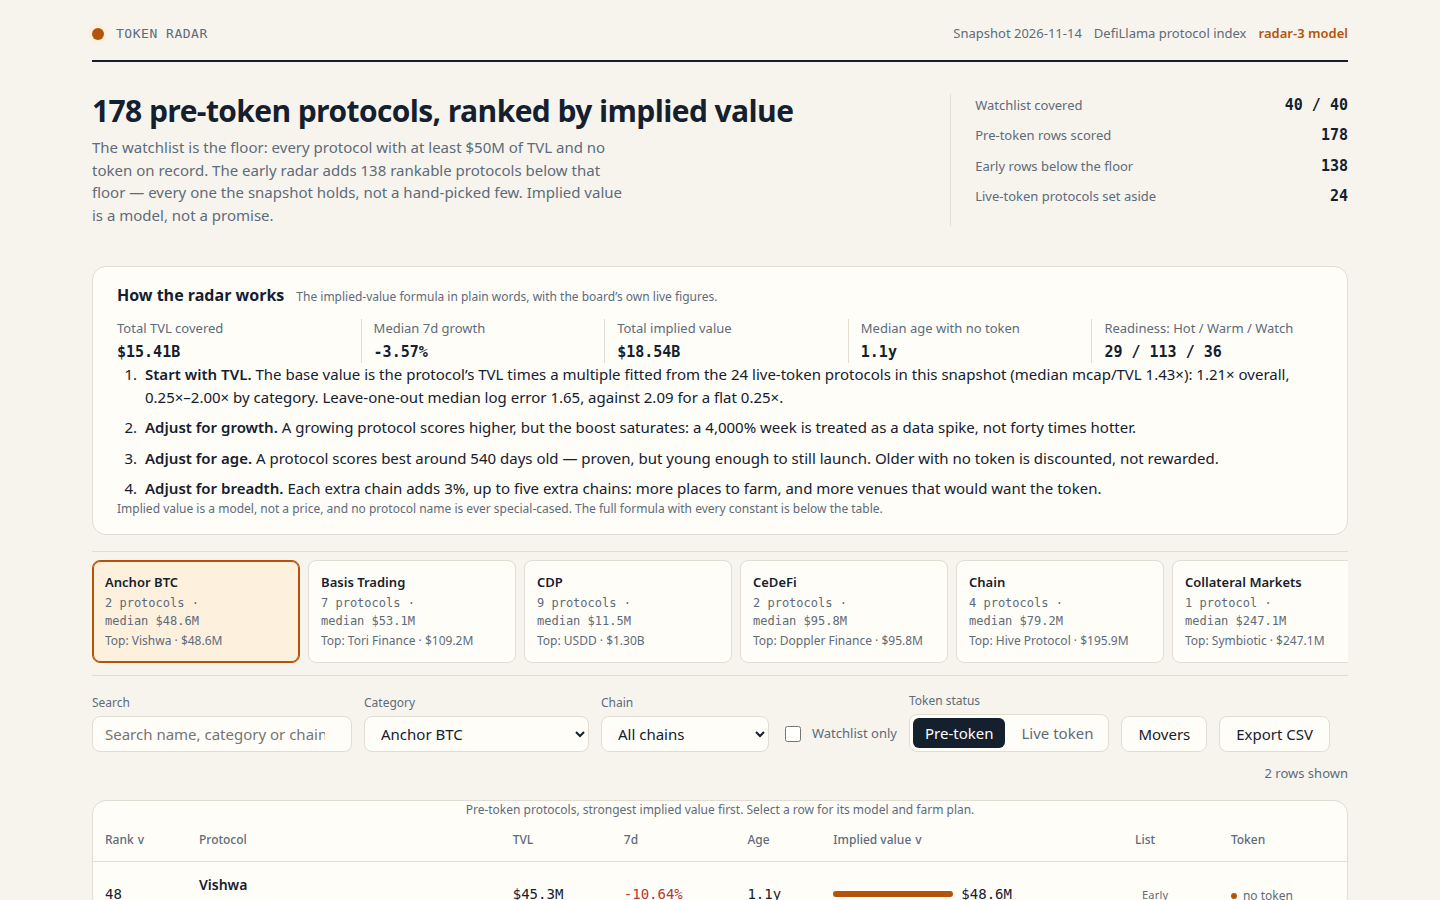 TOKEN RADAR
Snapshot 2026-11-14 DefiLlama protocol index radar-3 model
178 pre-token protocols, ranked by implied value
The watchlist is the floor: every protocol with at least $50M of TVL and no
token on record. The early radar adds 138 rankable protocols below that
floor — every one the snapshot holds, not a hand-picked few. Implied value
is a model, not a promise.
Watchlist covered 40 / 40
Pre-token rows scored 178
Early rows below the floor 138
Live-token protocols set aside 24
How the radar works The implied-value formula in plain words, with the board's own live figures.
Total TVL covered
$15.41B
Median 7d growth
-3.57%
Total implied value
$18.54B
Median age with no token
1.1y
Readiness: Hot / Warm / Watch
29 / 113 / 36
1. Start with TVL. The base value is the protocol's TVL times a multiple fitted from the 24 live-token protocols in this snapshot (median mcap/TVL 1.43×): 1.21× overall,
0.25×–2.00× by category. Leave-one-out median log error 1.65, against 2.09 for a flat 0.25×.
2. Adjust for growth. A growing protocol scores higher, but the boost saturates: a 4,000% week is treated as a data spike, not forty times hotter.
3. Adjust for age. A protocol scores best around 540 days old — proven, but young enough to still launch. Older with no token is discounted, not rewarded.
4. Adjust for breadth. Each extra chain adds 3%, up to five extra chains: more places to farm, and more venues that would want the token.
Implied value is a model, not a price, and no protocol name is ever special-cased. The full formula with every constant is below the table.
Anchor BTC
2 protocols ·
median $48.6M
Top: Vishwa · $48.6M
Basis Trading
7 protocols ·
median $53.1M
Top: Tori Finance · $109.2M
CDP
9 protocols ·
median $11.5M
Top: USDD · $1.30B
CeDeFi
2 protocols ·
median $95.8M
Top: Doppler Finance · $95.8M
Chain
4 protocols ·
median $79.2M
Top: Hive Protocol · $195.9M
Collateral Markets
1 protocol ·
median $247.1M
Top: Symbiotic · $247.1M
Search
Search name, category or chain
Category
Anchor BTC
Chain
All chains
Watchlist only
Token status
Pre-token Live token
Movers
Export CSV
2 rows shown
Pre-token protocols, strongest implied value first. Select a row for its model and farm plan.
Rank v Protocol TVL 7d Age Implied value v List Token
48 Vishwa $45.3M -10.64% 1.1y $48.6M Early no token